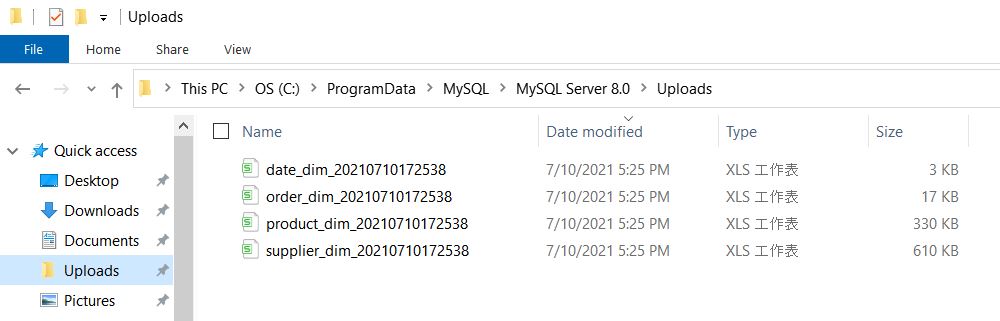 Uploads
File Home Share View
This PC > OS (C:) > ProgramData > MySQL > MySQL Server 8.0 > Uploads
Name Date modified Type Size
Quick access
Desktop
Downloads
Documents
Uploads
Pictures
date_dim_20210710172538 7/10/2021 5:25 PM XLS 工作表 3 KB
order_dim_20210710172538 7/10/2021 5:25 PM XLS 工作表 17 KB
product_dim_20210710172538 7/10/2021 5:25 PM XLS 工作表 330 KB
supplier_dim_20210710172538 7/10/2021 5:25 PM XLS 工作表 610 KB